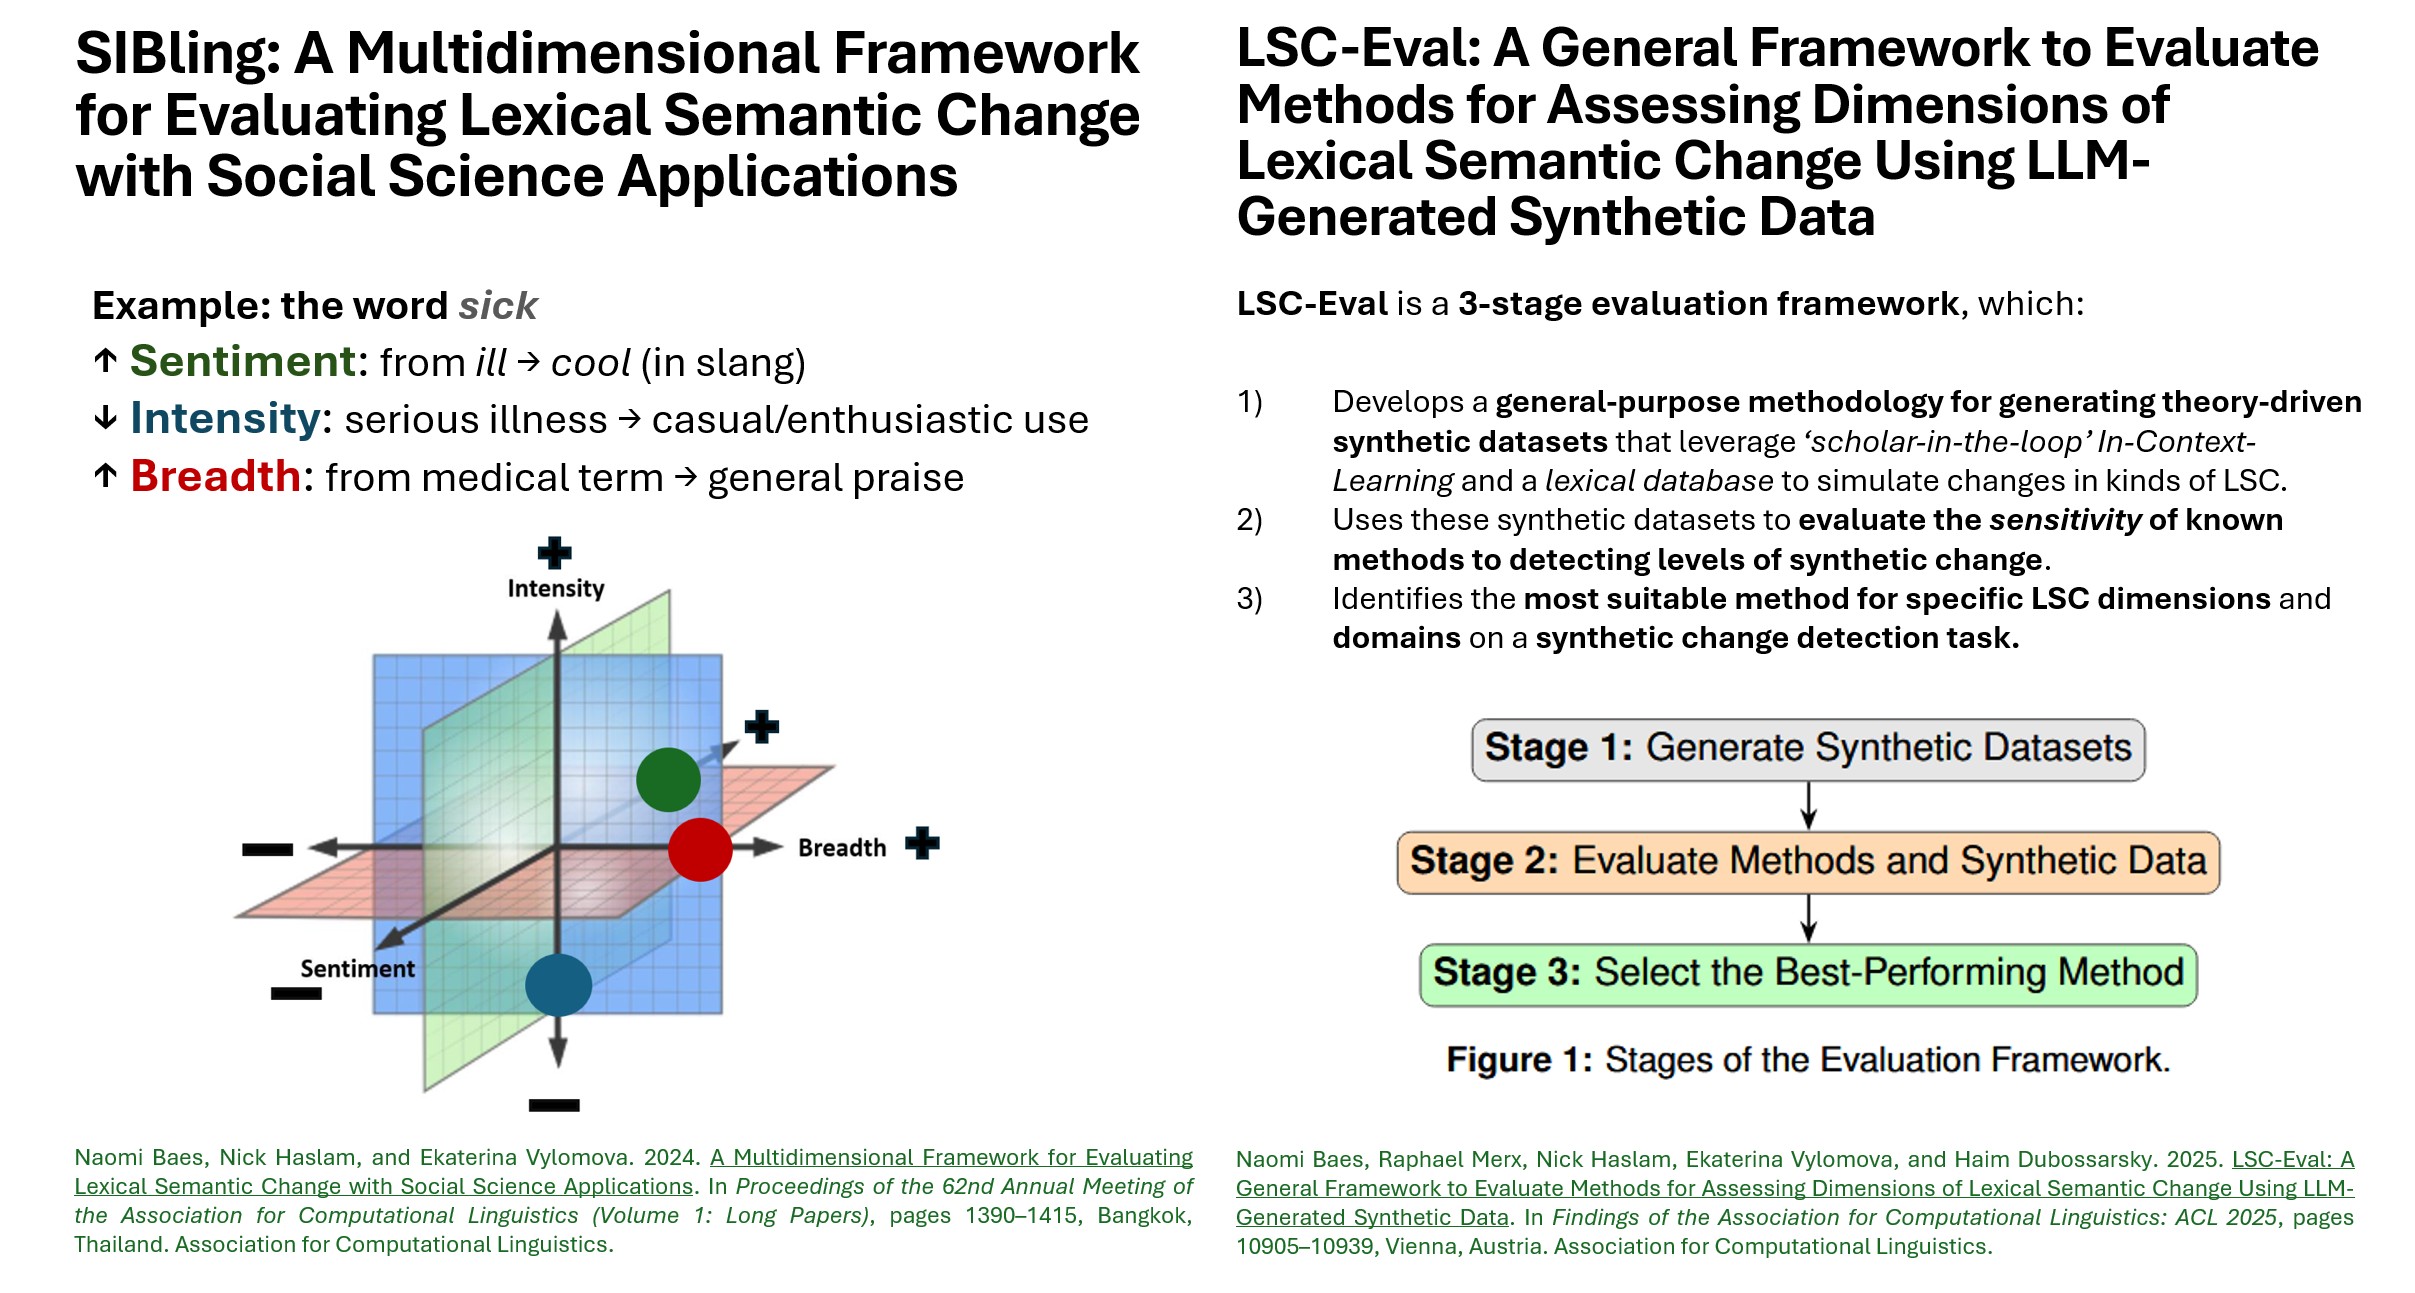 SIBling: A Multidimensional Framework
for Evaluating Lexical Semantic Change
with Social Science Applications
Example: the word sick
↑ Sentiment: from ill → cool (in slang)
↓ Intensity: serious illness → casual/enthusiastic use
↑ Breadth: from medical term → general praise
+
Intensity
+
−
Breadth +
Sentiment
−
−
Naomi Baes, Nick Haslam, and Ekaterina Vylomova. 2024. A Multidimensional Framework for Evaluating
Lexical Semantic Change with Social Science Applications. In Proceedings of the 62nd Annual Meeting of
the Association for Computational Linguistics (Volume 1: Long Papers), pages 1390–1415, Bangkok,
Thailand. Association for Computational Linguistics.
LSC-Eval: A General Framework to Evaluate
Methods for Assessing Dimensions of
Lexical Semantic Change Using LLM-
Generated Synthetic Data
LSC-Eval is a 3-stage evaluation framework, which:
1) Develops a general-purpose methodology for generating theory-driven
synthetic datasets that leverage ‘scholar-in-the-loop’ In-Context-
Learning and a lexical database to simulate changes in kinds of LSC.
2) Uses these synthetic datasets to evaluate the sensitivity of known
methods to detecting levels of synthetic change.
3) Identifies the most suitable method for specific LSC dimensions and
domains on a synthetic change detection task.
Stage 1: Generate Synthetic Datasets
Stage 2: Evaluate Methods and Synthetic Data
Stage 3: Select the Best-Performing Method
Figure 1: Stages of the Evaluation Framework.
Naomi Baes, Raphael Merx, Nick Haslam, Ekaterina Vylomova, and Haim Dubossarsky. 2025. LSC-Eval: A
General Framework to Evaluate Methods for Assessing Dimensions of Lexical Semantic Change Using LLM-
Generated Synthetic Data. In Findings of the Association for Computational Linguistics: ACL 2025, pages
10905–10939, Vienna, Austria. Association for Computational Linguistics.